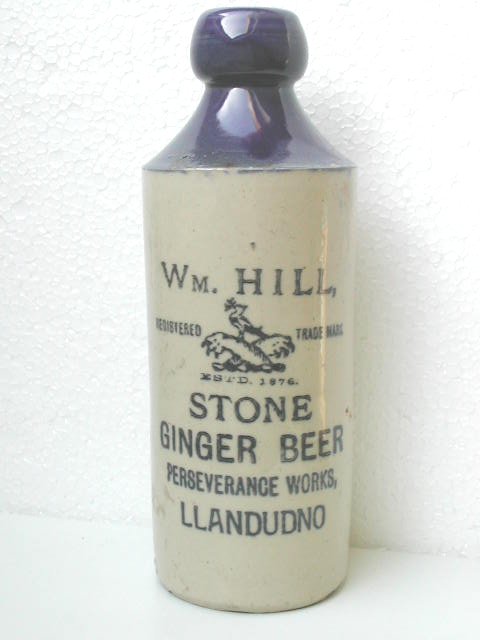 WM. HILL,
REGISTERED TRADE MARK
ESTD. 1876.
STONE
GINGER BEER
PERSEVERANCE WORKS,
LLANDUDNO